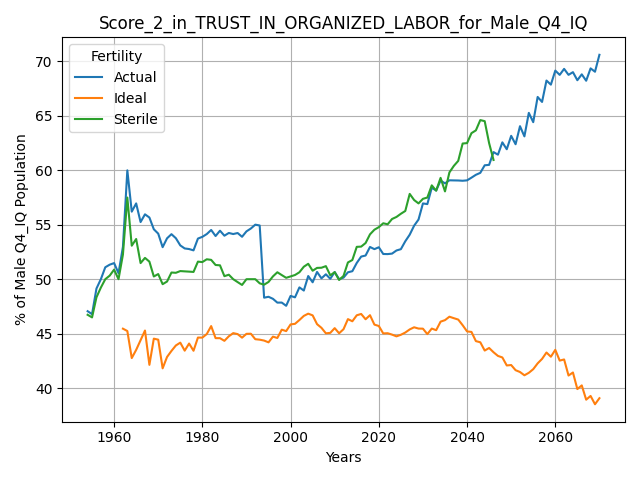 Score_2_in_TRUST_IN_ORGANIZED_LABOR_for_Male_Q4_IQ
Fertility
Actual
Ideal
Sterile
% of Male Q4_IQ Population
70
65
60
55
50
45
40
1960 1980 2000 2020 2040 2060
Years